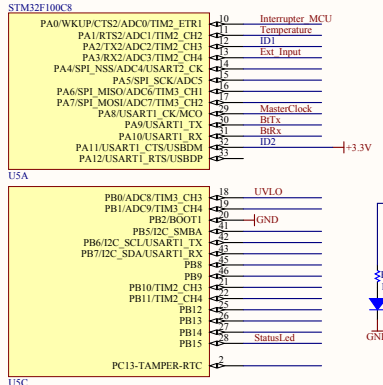 STM32F100C8
PA0/WKUP/CTS2/ADC0/TIM2_ETR1 10 Interrupter_MCU
PA1/RTS2/ADC1/TIM2_CH2 11 Temperature
PA2/TX2/ADC2/TIM2_CH3 12 ID1
PA3/RX2/ADC3/TIM2_CH4 13 Ext_Input
PA4/SPI_NSS/ADC4/USART2_CK 14
PA5/SPI_SCK/ADC5 15
PA6/SPI_MISO/ADC6/TIM3_CH1 16
PA7/SPI_MOSI/ADC7/TIM3_CH2 17
PA8/USART1_CK/MCO 29 MasterClock
PA9/USART1_TX 30 BtTx
PA10/USART1_RX 31 BtRx
PA11/USART1_CTS/USBDM 32 ID2 +3.3V
PA12/USART1_RTS/USBDP 33
U5A
PB0/ADC8/TIM3_CH3 18 UVLO
PB1/ADC9/TIM3_CH4 19
PB2/BOOT1 20 GND
PB5/I2C_SMBA 41
PB6/I2C_SCL/USART1_TX 42
PB7/I2C_SDA/USART1_RX 43
PB8 45
PB9 46
PB10/TIM2_CH3 21
PB11/TIM2_CH4 22
PB12 25
PB13 26
PB14 27
PB15 28 StatusLed
PC13-TAMPER-RTC 2
U5C